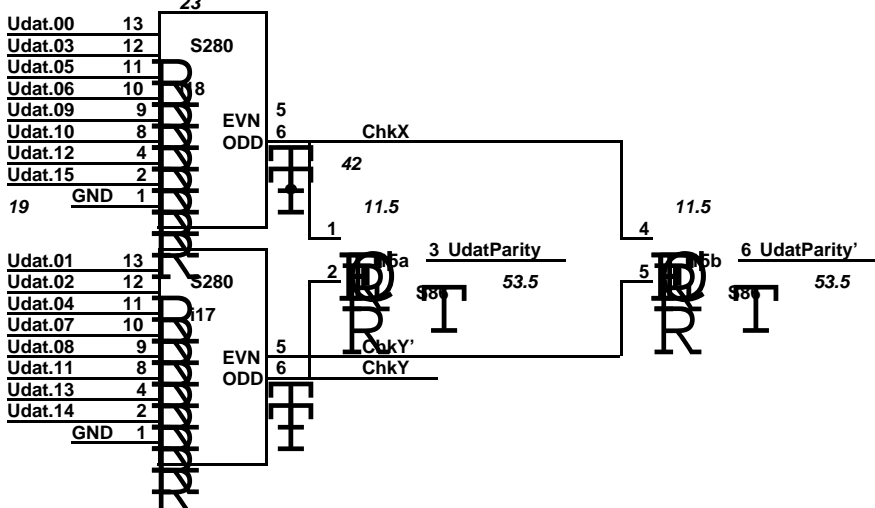 23
Udat.00 13
Udat.03 12 S280
Udat.05 11
Udat.06 10
Udat.09 9 5
Udat.10 8 EVN 6 ChkX
Udat.12 4 ODD
Udat.15 2 42
GND 1
19 11.5 11.5
1 4
Udat.01 13 3 UdatParity 6 UdatParity'
Udat.02 12 S280 2 5 53.5 53.5
Udat.04 11
Udat.07 10 i17
Udat.08 9 EVN 5 ChkY'
Udat.11 8 ODD 6 ChkY
Udat.13 4
Udat.14 2
GND 1